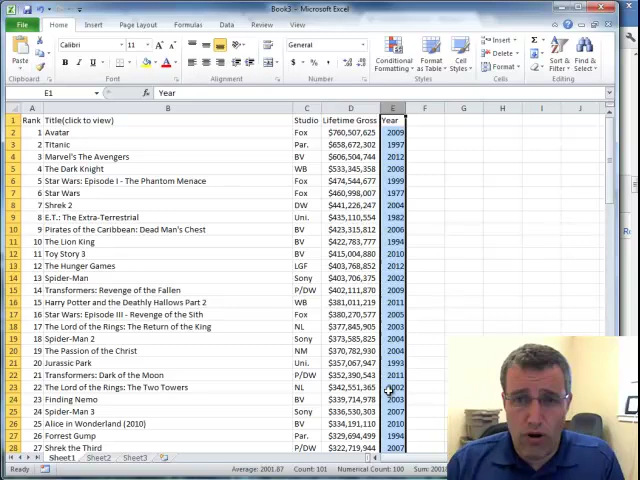 Book3 - Microsoft Excel
File Home Insert Page Layout Formulas Data Review View
Calibri 11 General
Paste Conditional Formatting Format as Table Cell Styles Insert Delete Format Sort & Filter Find & Select
Clipboard Font Alignment Number Styles Cells Editing
E1 fx Year
A B C D E F G H I J
1 Rank Title(click to view) Studio Lifetime Gross Year
2 1 Avatar Fox $760,507,625 2009
3 2 Titanic Par. $658,672,302 1997
4 3 Marvel's The Avengers BV $606,504,744 2012
5 4 The Dark Knight WB $533,345,358 2008
6 5 Star Wars: Episode I - The Phantom Menace Fox $474,544,677 1999
7 6 Star Wars Fox $460,998,007 1977
8 7 Shrek 2 DW $441,226,247 2004
9 8 E.T.: The Extra-Terrestrial Uni. $435,110,554 1982
10 9 Pirates of the Caribbean: Dead Man's Chest BV $423,315,812 2006
11 10 The Lion King BV $422,783,777 1994
12 11 Toy Story 3 BV $415,004,880 2010
13 12 The Hunger Games LGF $403,768,852 2012
14 13 Spider-Man Sony $403,706,375 2002
15 14 Transformers: Revenge of the Fallen P/DW $402,111,870 2009
16 15 Harry Potter and the Deathly Hallows Part 2 WB $381,011,219 2011
17 16 Star Wars: Episode III - Revenge of the Sith Fox 2005
18 17 The Lord of the Rings: The Return of the King NL $377,845,905 2003
19 18 Spider-Man 2 Sony 2004
20 19 The Passion of the Christ NM 2004
21 20 Jurassic Park Uni. $357,067,947 1993
22 21 Transformers: Dark of the Moon P/DW $352,390,543 2011
23 22 The Lord of the Rings: The Two Towers NL $342,551,365 2002
24 23 Finding Nemo BV $339,714,978 2003
25 24 Spider-Man 3 Sony $336,530,303 2007
26 25 Alice in Wonderland (2010) BV $334,191,110 2010
27 26 Forrest Gump Par. $329,694,499 1994
28 27 Shrek the Third P/DW $322,719,944 2007
Sheet1 Sheet2 Sheet3
Ready Average: 2001.87 Count: 101 Numerical Count: 100